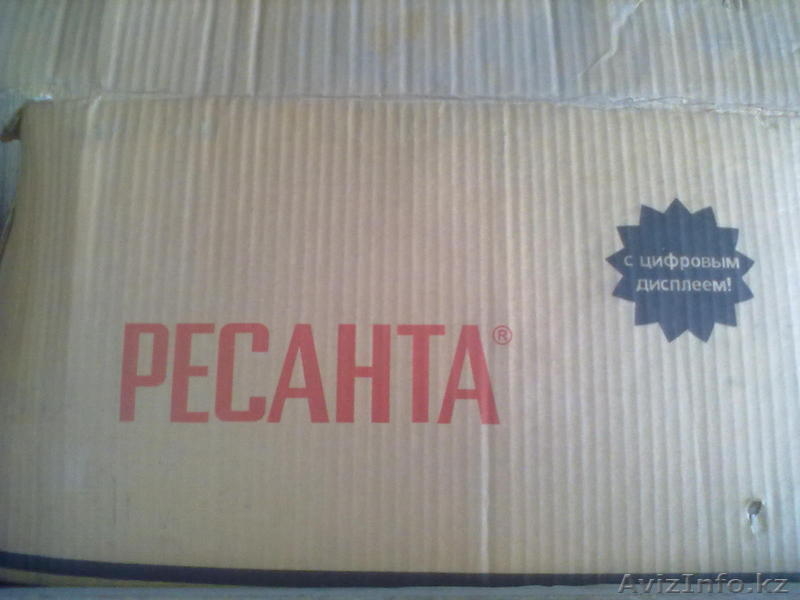 с цифровым
дисплеем!
РЕСАНТА®
AvizInfo.kz